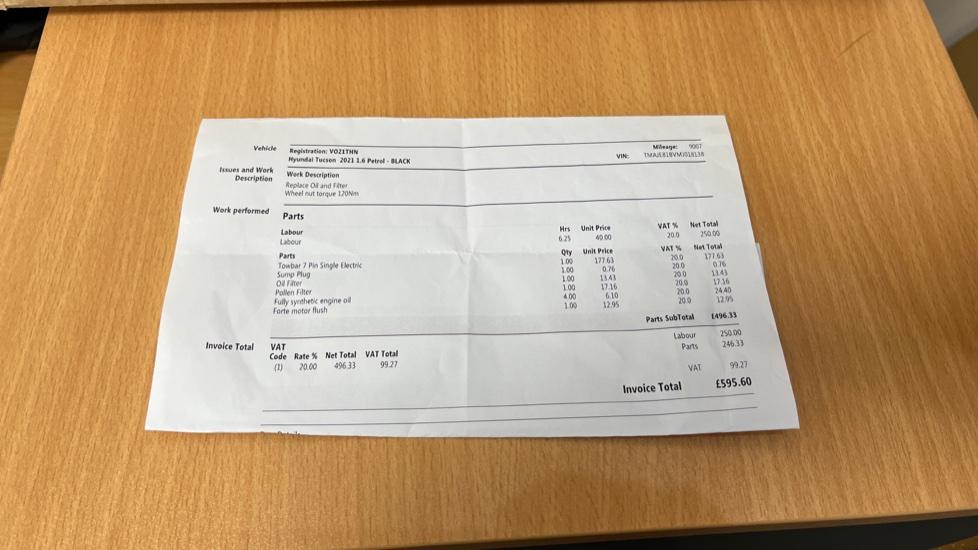 Vehicle Registration: VO21THN Mileage: 9007
Hyundai Tucson 2021 1.6 Petrol - BLACK VIN: TMAJE81BVMJ018138
Issues and Work Description Work Description
Replace Oil and Filter
Wheel nut torque 120Nm
Work performed Parts
Labour Hrs Unit Price VAT % Net Total
Labour 6.25 40.00 20.0 250.00
Parts Qty Unit Price VAT % Net Total
Towbar 7 Pin Single Electric 1.00 177.63 20.0 177.63
Sump Plug 1.00 0.76 20.0 0.76
Oil Filter 1.00 13.43 20.0 13.43
Pollen Filter 1.00 17.16 20.0 17.16
Fully synthetic engine oil 4.00 6.10 20.0 24.40
Forte motor flush 1.00 12.95 20.0 12.95
Parts SubTotal £496.33
Labour 250.00
Parts 246.33
Invoice Total VAT
Code Rate % Net Total VAT Total
(1) 20.00 496.33 99.27
VAT 99.27
Invoice Total £595.60